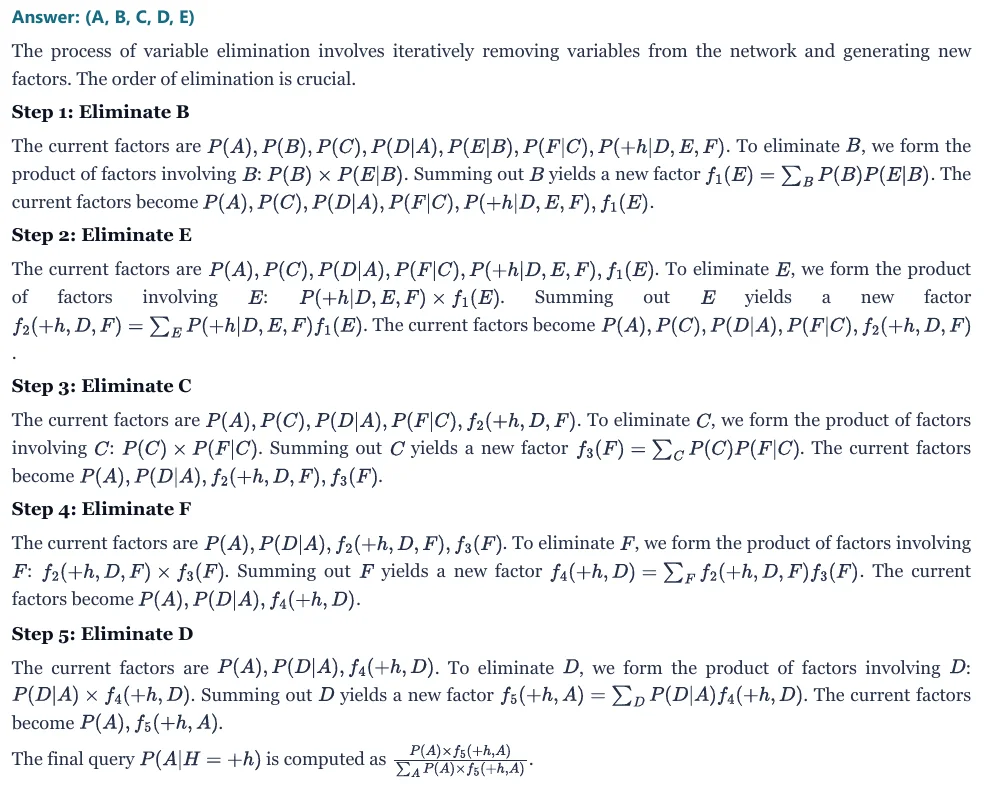 Answer: (A, B, C, D, E)
The process of variable elimination involves iteratively removing variables from the network and generating new
factors. The order of elimination is crucial.
Step 1: Eliminate B
The current factors are P(A), P(B), P(C), P(D|A), P(E|B), P(F|C), P(+h|D, E, F). To eliminate B, we form the
product of factors involving B: P(B) × P(E|B). Summing out B yields a new factor f₁(E) = ∑_B P(B)P(E|B). The
current factors become P(A), P(C), P(D|A), P(F|C), P(+h|D, E, F), f₁(E).
Step 2: Eliminate E
The current factors are P(A), P(C), P(D|A), P(F|C), P(+h|D, E, F), f₁(E). To eliminate E, we form the product
of factors involving E: P(+h|D, E, F) × f₁(E). Summing out E yields a new factor
f₂(+h, D, F) = ∑_E P(+h|D, E, F)f₁(E). The current factors become P(A), P(C), P(D|A), P(F|C), f₂(+h, D, F)
.
Step 3: Eliminate C
The current factors are P(A), P(C), P(D|A), P(F|C), f₂(+h, D, F). To eliminate C, we form the product of factors
involving C: P(C) × P(F|C). Summing out C yields a new factor f₃(F) = ∑_C P(C)P(F|C). The current factors
become P(A), P(D|A), f₂(+h, D, F), f₃(F).
Step 4: Eliminate F
The current factors are P(A), P(D|A), f₂(+h, D, F), f₃(F). To eliminate F, we form the product of factors involving
F: f₂(+h, D, F) × f₃(F). Summing out F yields a new factor f₄(+h, D) = ∑_F f₂(+h, D, F)f₃(F). The current
factors become P(A), P(D|A), f₄(+h, D).
Step 5: Eliminate D
The current factors are P(A), P(D|A), f₄(+h, D). To eliminate D, we form the product of factors involving D:
P(D|A) × f₄(+h, D). Summing out D yields a new factor f₅(+h, A) = ∑_D P(D|A)f₄(+h, D). The current factors
become P(A), f₅(+h, A).
The final query P(A|H = +h) is computed as P(A)×f₅(+h,A) / ∑_A P(A)×f₅(+h,A).